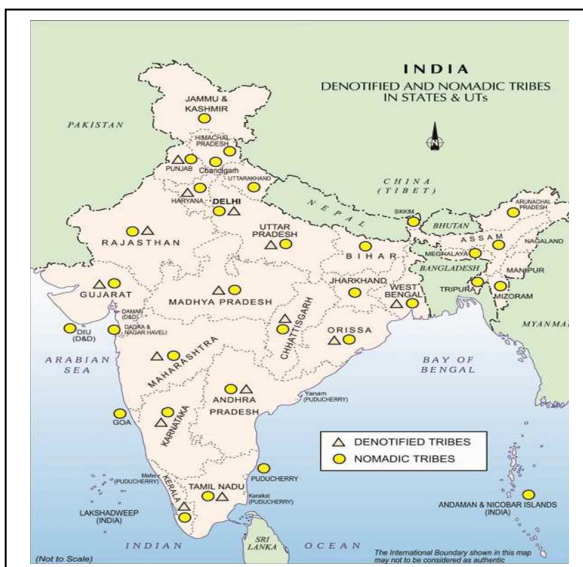 INDIA
DENOTIFIED AND NOMADIC TRIBES
IN STATES & UTs
JAMMU &
KASHMIR
PAKISTAN
HIMACHAL
PRADESH
PUNJAB
Chandigarh
UTTARAKHAND
CHINA
(TIBET)
HARYANA
DELHI
NEPAL
SIKKIM
BHUTAN
ARUNACHAL
PRADESH
RAJASTHAN
UTTAR
PRADESH
BIHAR
ASSAM
NAGALAND
MEGHALAYA
BANGLADESH
MANIPUR
GUJARAT
MADHYA PRADESH
JHARKHAND
WEST
BENGAL
TRIPURA
MIZORAM
MYANMAR
DAMAN
(D&D)
DIU
(D&D)
DADRA &
NAGAR HAVELI
CHHATTISGARH
ORISSA
ARABIAN
SEA
MAHARASHTRA
BAY OF
BENGAL
ANDHRA
PRADESH
Yanam
(PUDUCHERRY)
GOA
KARNATAKA
DENOTIFIED TRIBES
NOMADIC TRIBES
PUDUCHERRY
(PUDUCHERRY)
KERALA
TAMIL NADU
Karaikal
(PUDUCHERRY)
LAKSHADWEEP
(INDIA)
ANDAMAN & NICOBAR ISLANDS
(INDIA)
SRI
LANKA
INDIAN OCEAN
(Not to Scale)
The International Boundary shown in this map
may not to be considered as authentic